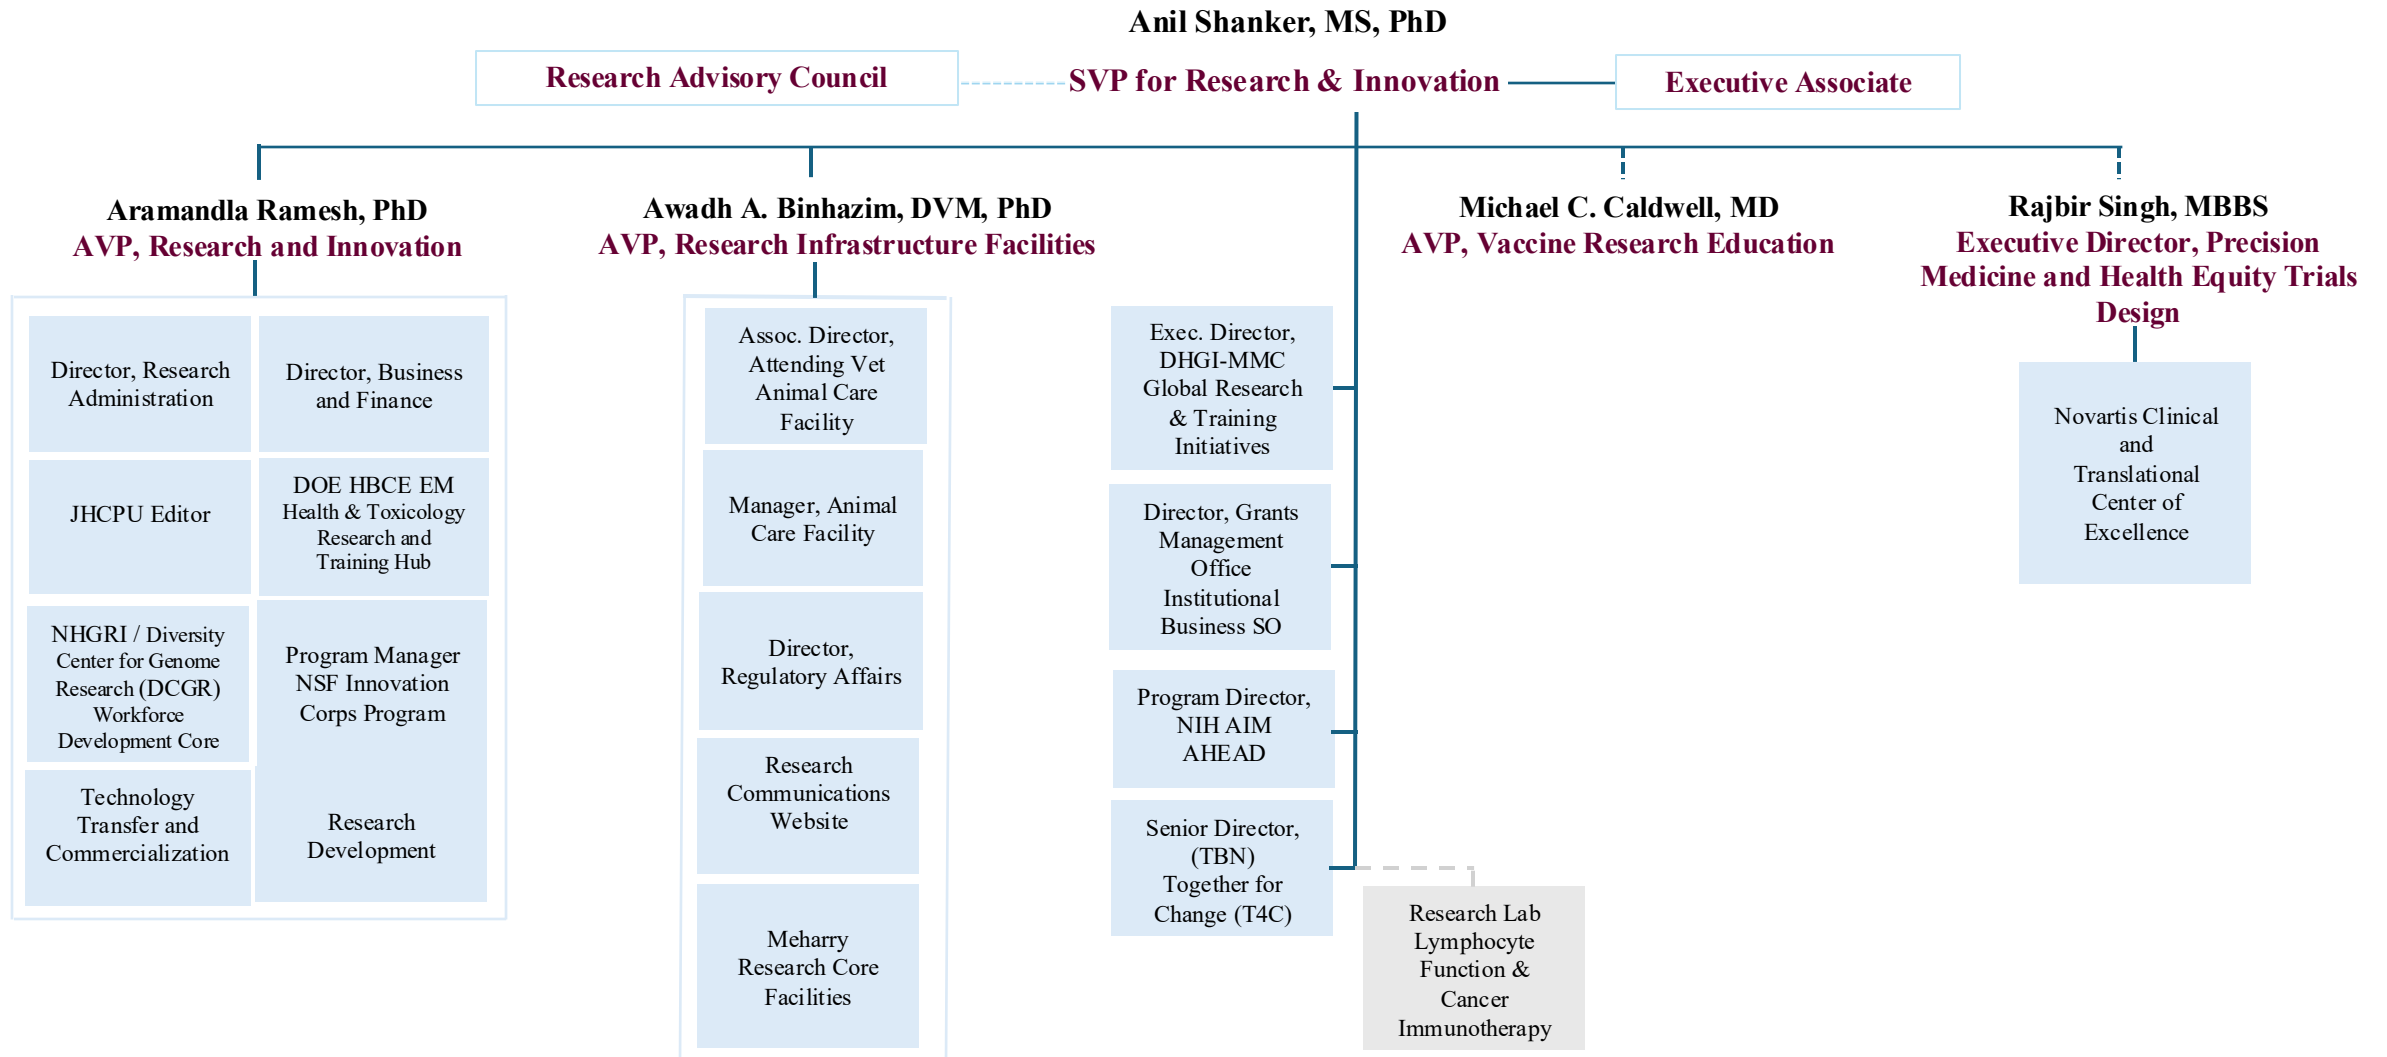 Anil Shanker, MS, PhD
Research Advisory Council
SVP for Research & Innovation
Executive Associate
Aramandla Ramesh, PhD
AVP, Research and Innovation
Awadh A. Binhazim, DVM, PhD
AVP, Research Infrastructure Facilities
Michael C. Caldwell, MD
AVP, Vaccine Research Education
Rajbir Singh, MBBS
Executive Director, Precision
Medicine and Health Equity Trials
Design
Director, Research
Administration
Director, Business
and Finance
JHCPU Editor
DOE HBCE EM
Health & Toxicology
Research and
Training Hub
NHGRI / Diversity
Center for Genome
Research (DCGR)
Workforce
Development Core
Program Manager
NSF Innovation
Corps Program
Technology
Transfer and
Commercialization
Research
Development
Assoc. Director,
Attending Vet
Animal Care
Facility
Manager, Animal
Care Facility
Director,
Regulatory Affairs
Research
Communications
Website
Meharry
Research Core
Facilities
Exec. Director,
DHGI-MMC
Global Research
& Training
Initiatives
Director, Grants
Management
Office
Institutional
Business SO
Program Director,
NIH AIM
AHEAD
Senior Director,
(TBN)
Together for
Change (T4C)
Research Lab
Lymphocyte
Function &
Cancer
Immunotherapy
Novartis Clinical
and
Translational
Center of
Excellence